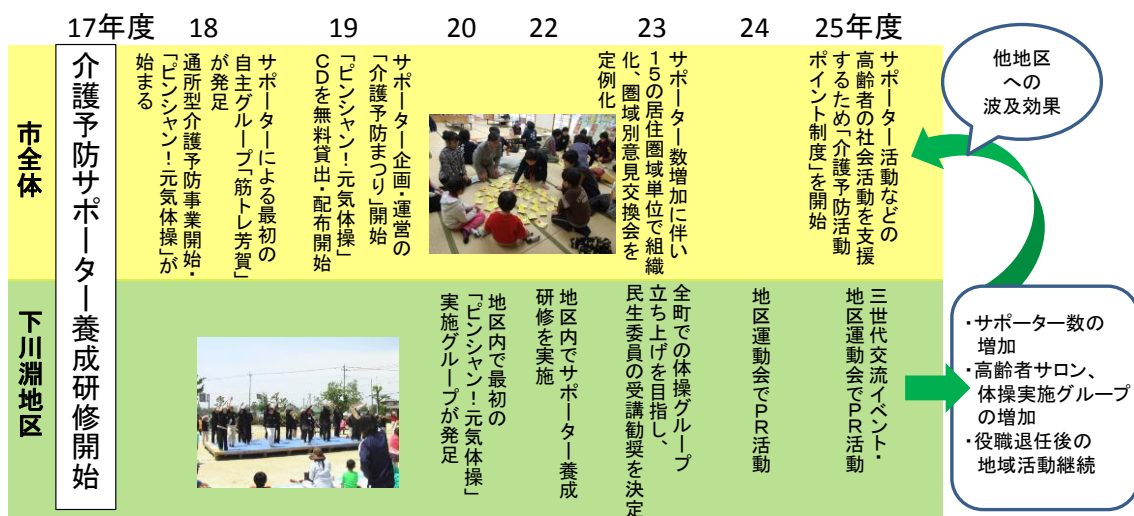 17年度
18
19
20
22
23
24
25年度
市全体
下川淵地区
介護予防サポーター養成研修開始
サポーターによる最初の
自主グループ「筋トレ芳賀」
が発足
通所型介護予防事業開始・
「ピンシャン！元気体操」が
始まる
サポーター企画・運営の
「介護予防まつり」開始
「ピンシャン！元気体操」
ＣＤを無料貸出・配布開始
サポーター数増加に伴い
１５の居住圏域単位で組織
化、圏域別意見交換会を
定例化
サポーター活動などの
高齢者の社会活動を支援
するため「介護予防活動
ポイント制度」を開始
地区内で最初の
「ピンシャン！元気体操」
実施グループが発足
地区内でサポーター養成
研修を実施
全町での体操グループ
立ち上げを目指し、
民生委員の受講勧奨を決定
地区運動会でＰＲ活動
三世代交流イベント・
地区運動会でＰＲ活動
他地区
への
波及効果
・サポーター数の
増加
・高齢者サロン、
体操実施グループ
の増加
・役職退任後の
地域活動継続